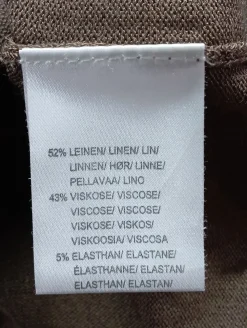 52% LEINEN/ LINEN/ LIN/
LINNEN/ HØR/ LINNE/
PELLAVAA/ LINO
43% VISKOSE/ VISCOSE/
VISCOSE/ VISCOSE/
VISKOSE/ VISKOS/
VISKOOSIA/ VISCOSA
5% ELASTHAN/ ELASTANE/
ÉLASTHANNE/ ELASTAN/
ELASTHAN/ ELASTAN/